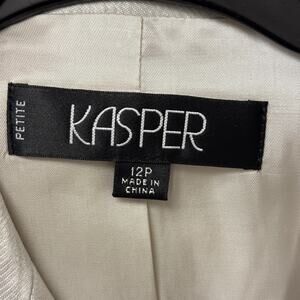 PETITE
KASPER
12P
MADE IN
CHINA